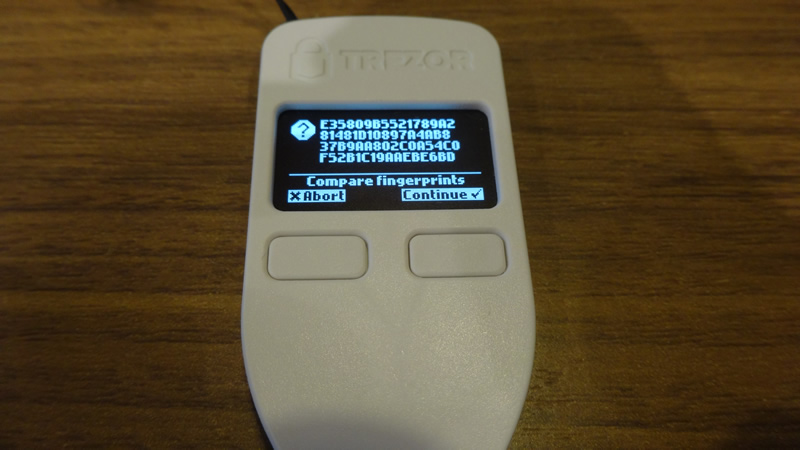 TREZOR
?
E35809B5521789A2
81481D10897A4AB8
37B9AA802C0A54C0
F52B1C19AAEBE6BD
Compare fingerprints
×Abort
Continue✓